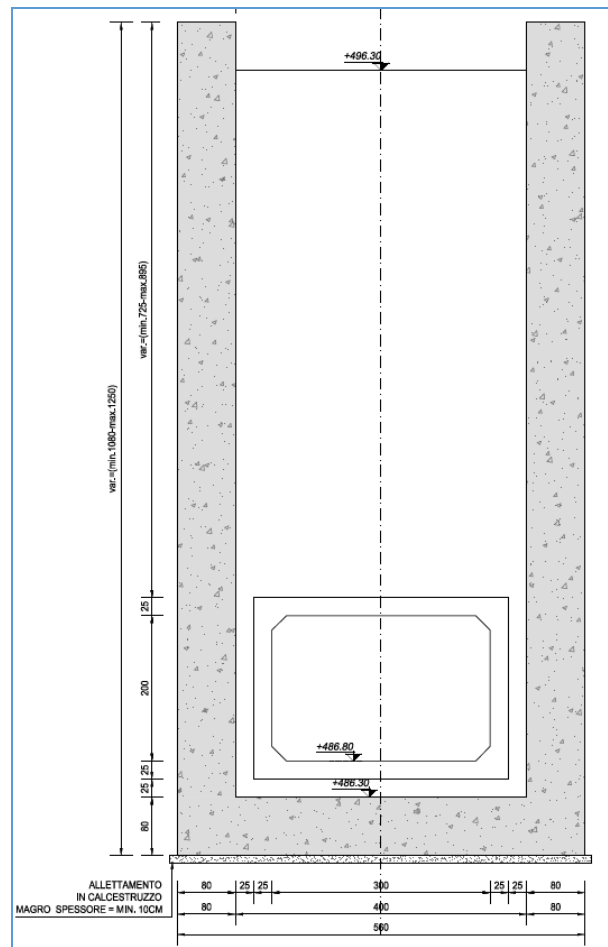 +496.30
var.=(min.725-max.895)
var.=(min.1080-max.1250)
25
200
+486.80
25
+486.30
25
80
ALLETTAMENTO
IN CALCESTRUZZO
MAGRO SPESSORE = MIN. 10CM
80 25 25 300 25 25 80
80 400 80
560